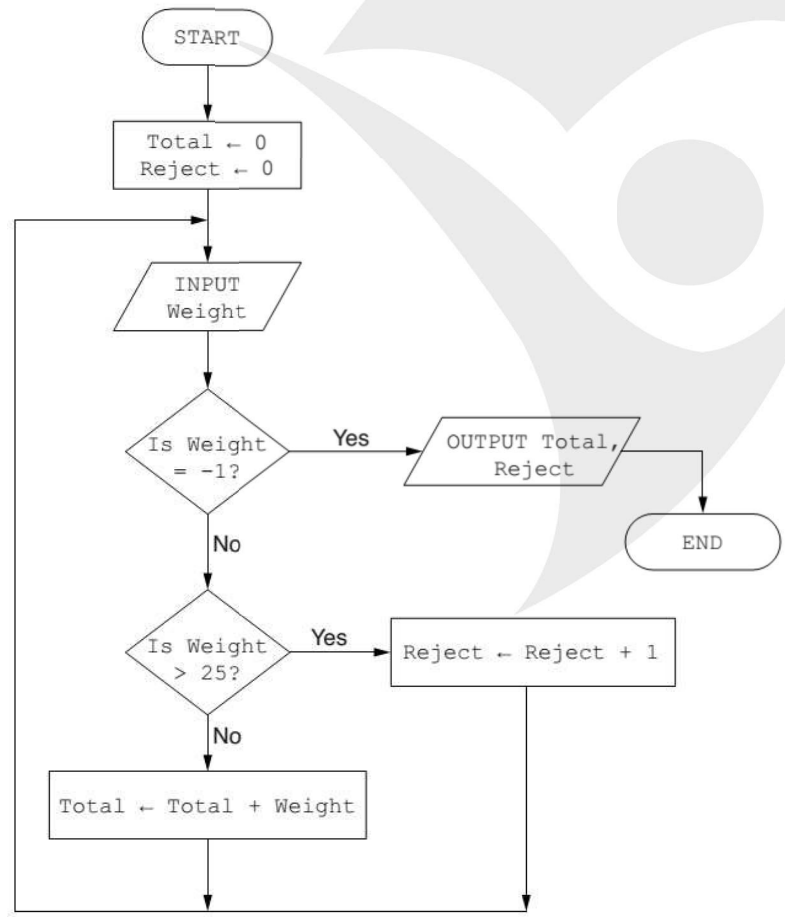 START
Total ← 0
Reject ← 0
INPUT
Weight
Is Weight
= −1?
Yes
OUTPUT Total,
Reject
END
No
Is Weight
> 25?
Yes
Reject ← Reject + 1
No
Total ← Total + Weight